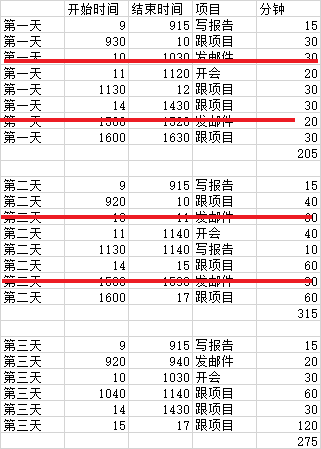 开始时间 结束时间 项目 分钟
第一天 9 915 写报告 15
第一天 930 10 跟项目 30
第一天 10 1030 发邮件 30
第一天 11 1120 开会 20
第一天 1130 12 跟项目 30
第一天 14 1430 跟项目 30
第一天 发邮件 20
第一天 1600 1630 跟项目 30
205
第二天 9 915 写报告 15
第二天 920 10 跟项目 40
第二天 10 11 发邮件
第二天 11 1140 开会 40
第二天 1130 1140 写报告 10
第二天 14 15 跟项目 60
第二天 发邮件
第二天 1600 17 跟项目 60
315
第三天 9 915 写报告 15
第三天 920 940 发邮件 20
第三天 10 1030 开会 30
第三天 1040 1140 跟项目 60
第三天 14 1430 跟项目 30
第三天 15 17 跟项目 120
275